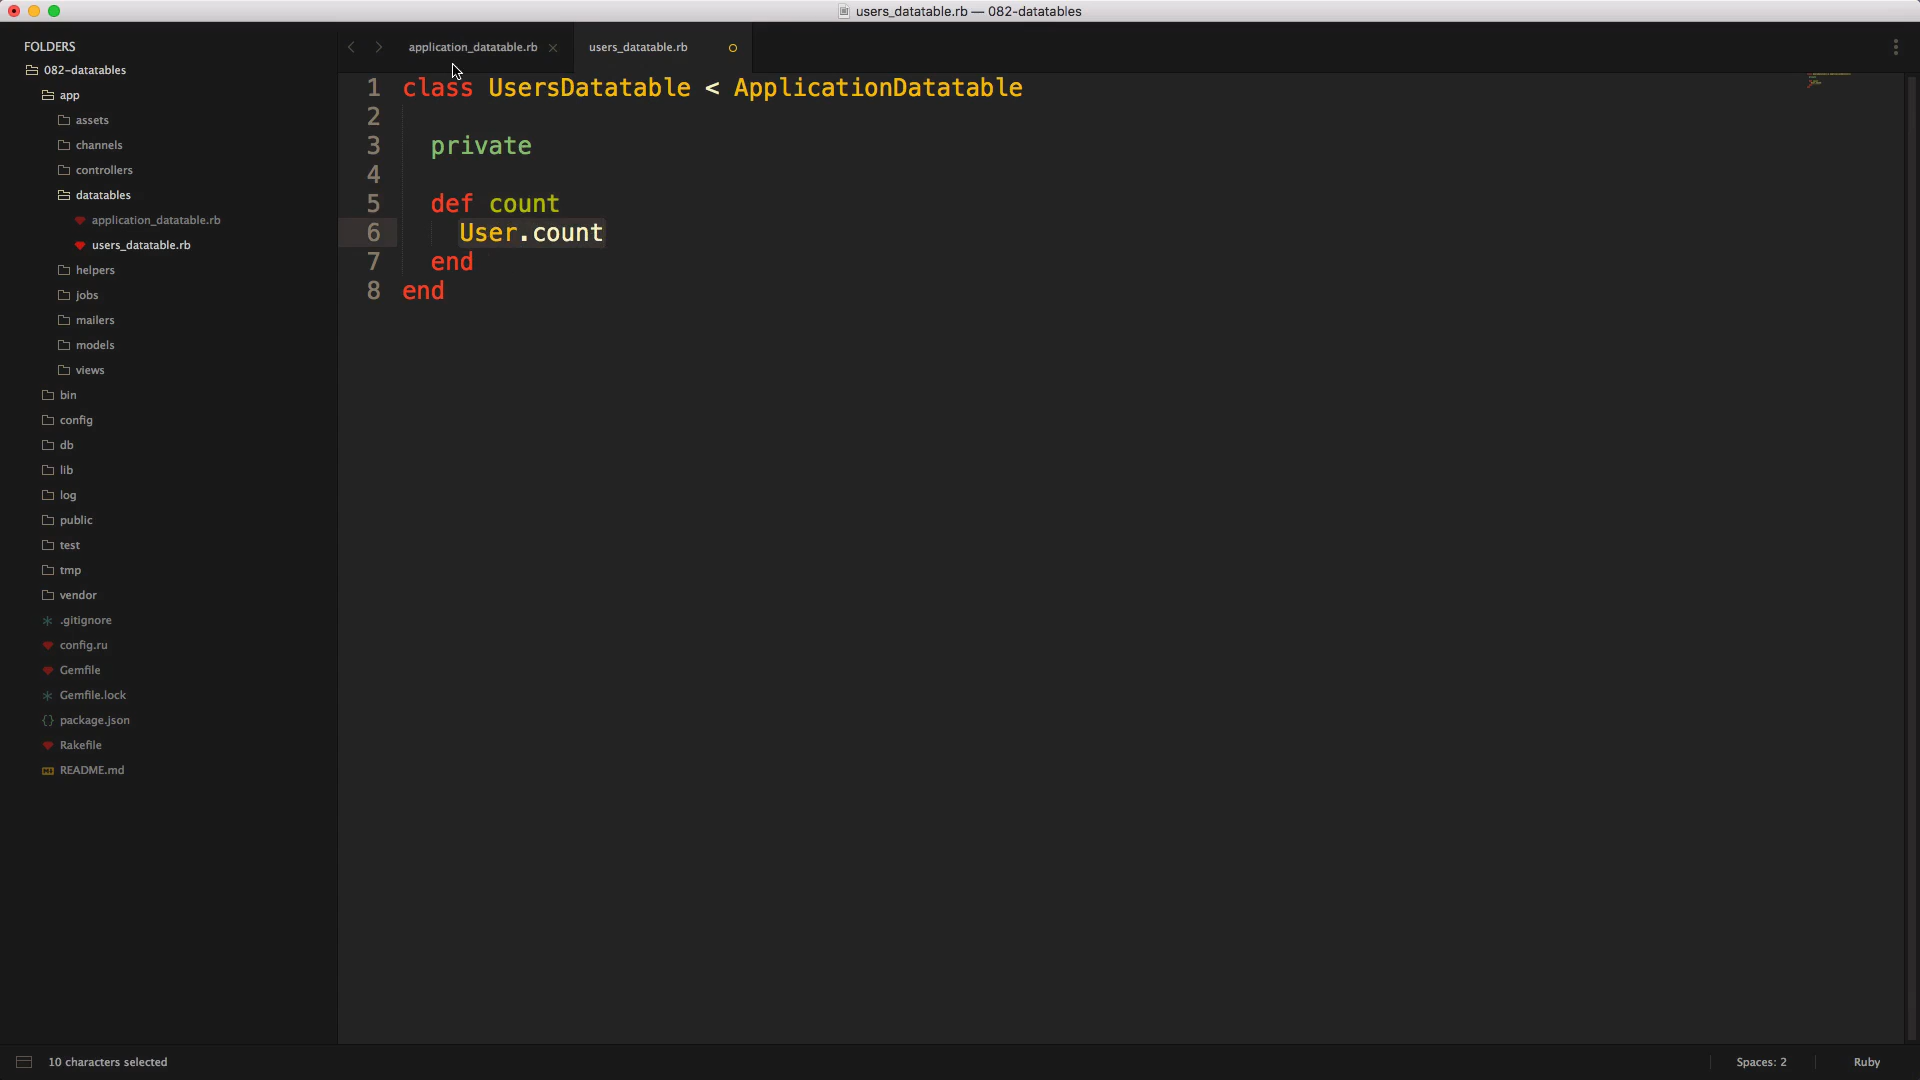 users_datatable.rb — 082-datatables
FOLDERS
082-datatables
app
assets
channels
controllers
datatables
application_datatable.rb
users_datatable.rb
helpers
jobs
mailers
models
views
bin
config
db
lib
log
public
test
tmp
vendor
.gitignore
config.ru
Gemfile
Gemfile.lock
{} package.json
Rakefile
README.md
application_datatable.rb users_datatable.rb
1 class UsersDatatable < ApplicationDatatable
2
3 private
4
5 def count
6 User.count
7 end
8 end
10 characters selected Spaces: 2 Ruby